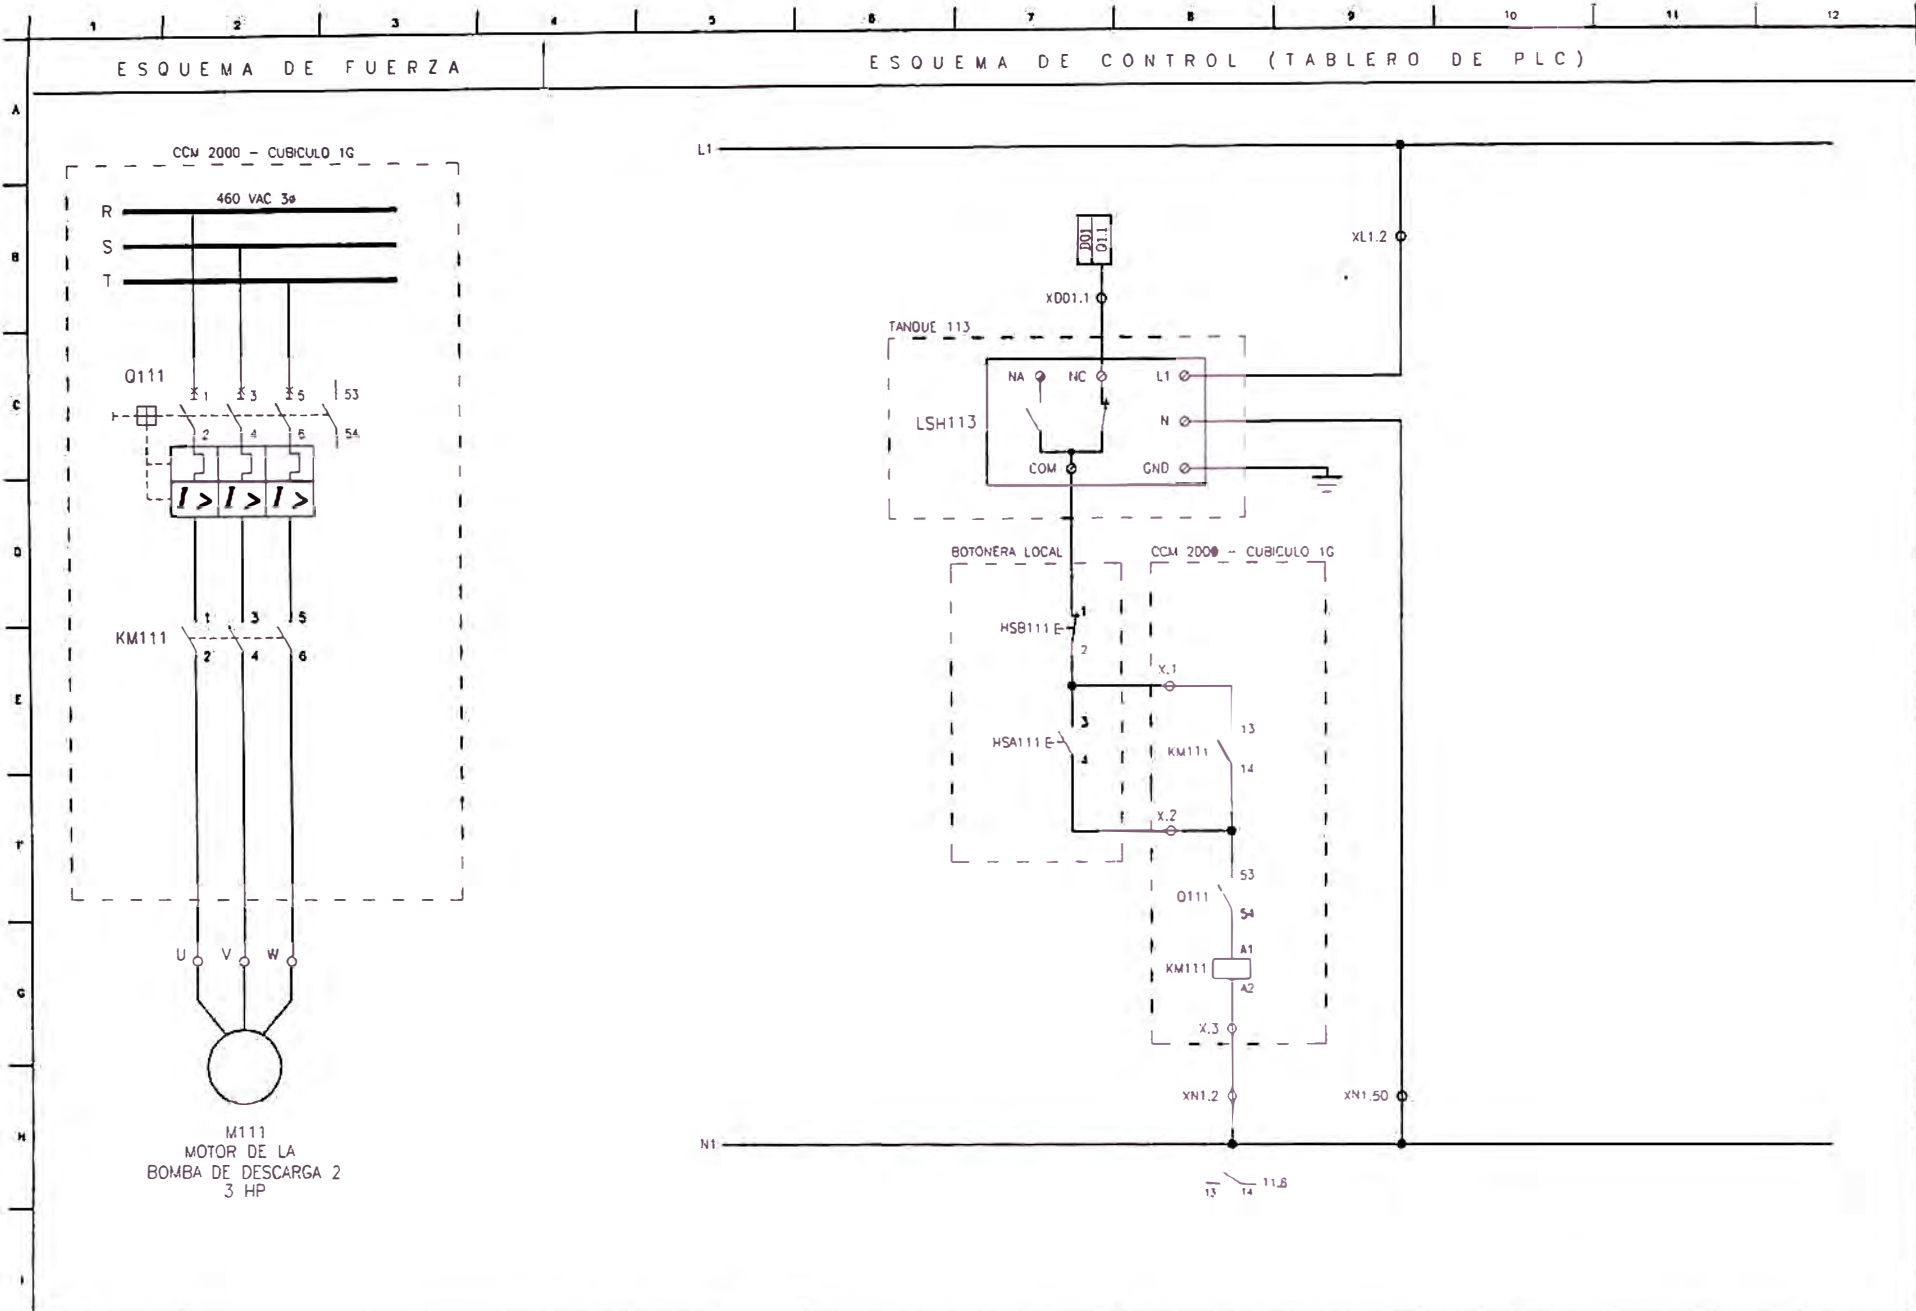 1 2 3 4 5 6 7 8 9 10 11 12
ESQUEMA DE FUERZA
ESQUEMA DE CONTROL (TABLERO DE PLC)
A
B
C
D
E
F
G
H
I
CCM 2000 - CUBICULO 1G
460 VAC 3ø
R
S
T
Q111
1 3 5 53
2 4 6 54
I > I > I >
KM111
1 3 5
2 4 6
U V W
M111
MOTOR DE LA
BOMBA DE DESCARGA 2
3 HP
L1
DO1
O1.1
XDO1.1
XL1.2
TANQUE 113
NA NC L1
LSH113
N
COM GND
BOTONERA LOCAL
CCM 2000 - CUBICULO 1G
1
HSB111
2
X.1
3
HSA111
4
13
KM111
14
X.2
53
Q111
54
A1
KM111
A2
X.3
XN1.2
XN1.50
N1
13 14 11.8